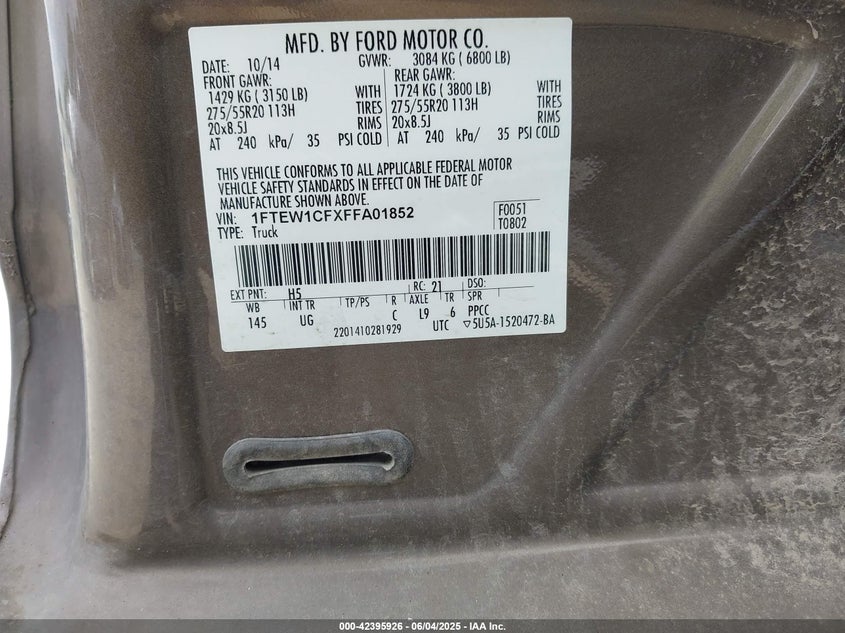 MFD. BY FORD MOTOR CO.
DATE: 10/14 GVWR: 3084 KG ( 6800 LB)
FRONT GAWR: REAR GAWR:
1429 KG ( 3150 LB) WITH 1724 KG ( 3800 LB) WITH
275/55R20 113H TIRES 275/55R20 113H TIRES
20x8.5J RIMS 20x8.5J RIMS
AT 240 kPa/ 35 PSI COLD AT 240 kPa/ 35 PSI COLD
THIS VEHICLE CONFORMS TO ALL APPLICABLE FEDERAL MOTOR
VEHICLE SAFETY STANDARDS IN EFFECT ON THE DATE OF
MANUFACTURE SHOWN ABOVE.
VIN: 1FTEW1CFXFFA01852 F0051
TYPE: Truck T0802
EXT PNT: H5 RC: 21 DSO:
WB INT TR TP/PS R AXLE TR SPR
145 UG C L9 6 PPCC
2201410281929 UTC ▽5U5A-1520472-BA
000-42395926 | 06/04/2025 - IAA Inc.